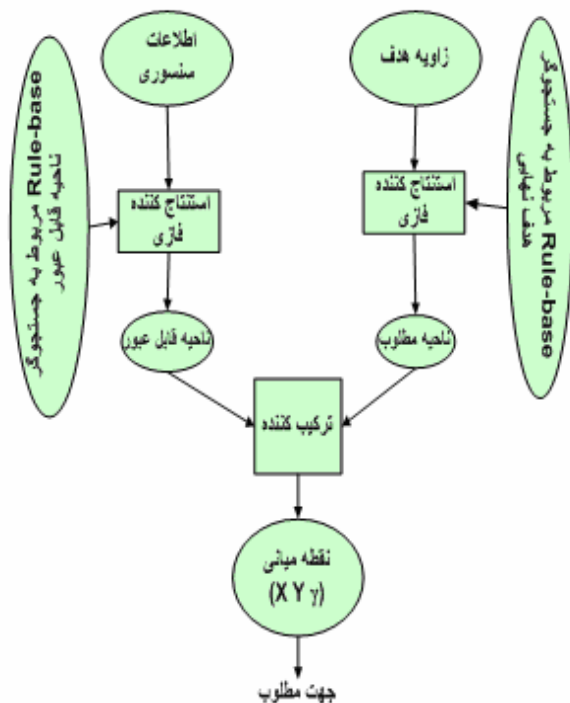 زاویه هدف
اطلاعات
سنسوری
Rule-base مربوط به جستجوگر
هدف نهایی
استنتاج کننده
فازی
استنتاج کننده
فازی
Rule-base مربوط به جستجوگر
ناحیه قابل عبور
ناحیه مطلوب
ناحیه قابل عبور
ترکیب کننده
نقطه میانی
(X Y γ)
جهت مطلوب